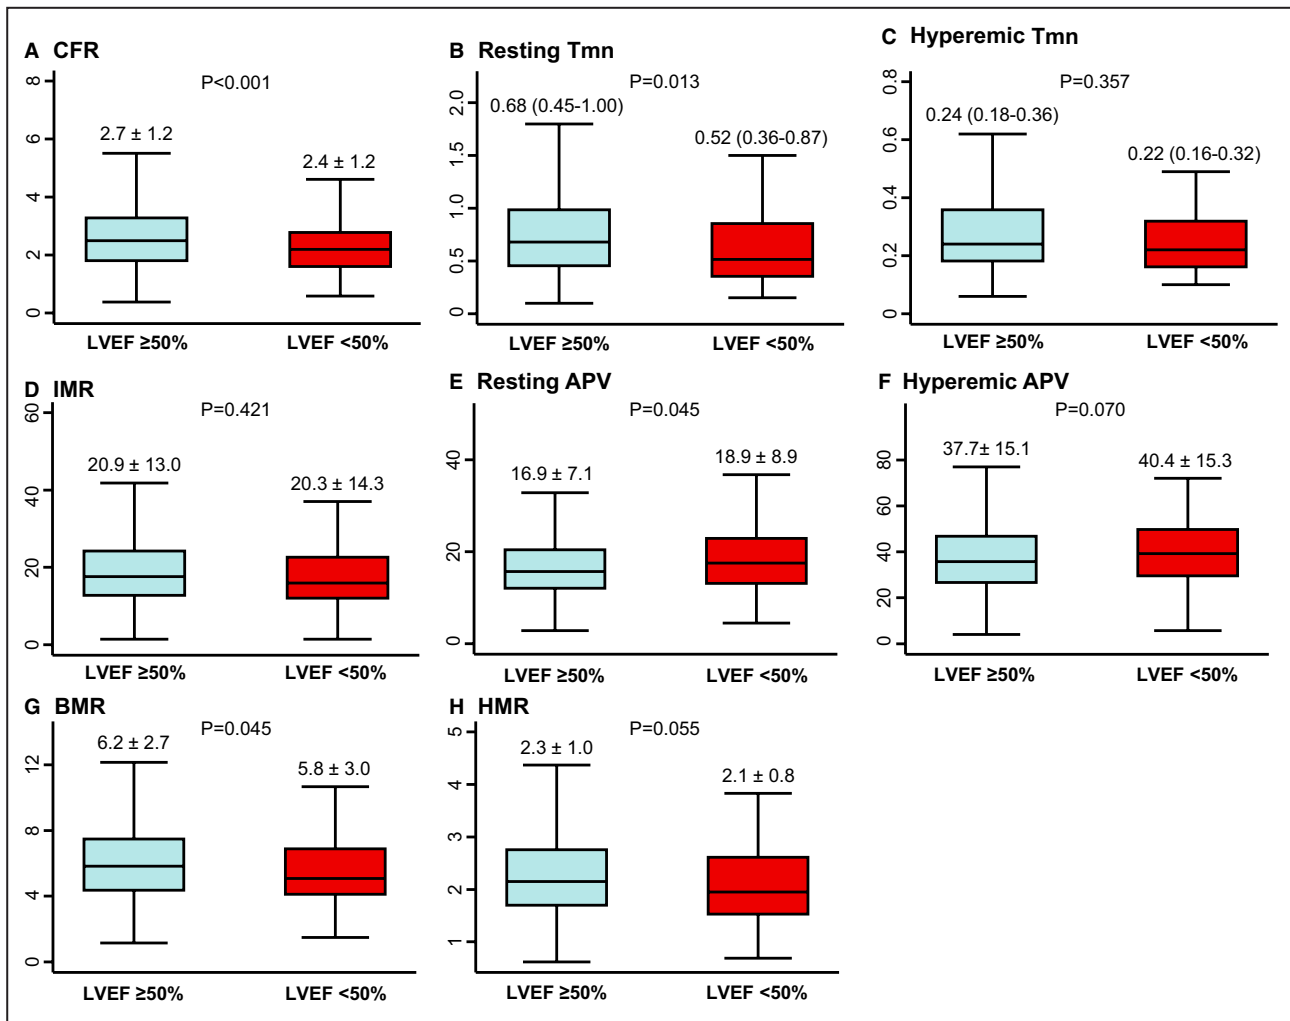 A CFR
P<0.001
8
6
4
2
0
2.7 ± 1.2
2.4 ± 1.2
LVEF ≥50%
LVEF <50%
B Resting Tmn
P=0.013
2.0
1.5
1.0
0.5
0
0.68 (0.45-1.00)
0.52 (0.36-0.87)
LVEF ≥50%
LVEF <50%
C Hyperemic Tmn
P=0.357
0.8
0.6
0.4
0.2
0
0.24 (0.18-0.36)
0.22 (0.16-0.32)
LVEF ≥50%
LVEF <50%
D IMR
P=0.421
60
40
20
0
20.9 ± 13.0
20.3 ± 14.3
LVEF ≥50%
LVEF <50%
E Resting APV
P=0.045
40
20
0
16.9 ± 7.1
18.9 ± 8.9
LVEF ≥50%
LVEF <50%
F Hyperemic APV
P=0.070
80
60
40
20
0
37.7± 15.1
40.4 ± 15.3
LVEF ≥50%
LVEF <50%
G BMR
P=0.045
12
8
4
0
6.2 ± 2.7
5.8 ± 3.0
LVEF ≥50%
LVEF <50%
H HMR
P=0.055
5
4
3
2
1
2.3 ± 1.0
2.1 ± 0.8
LVEF ≥50%
LVEF <50%